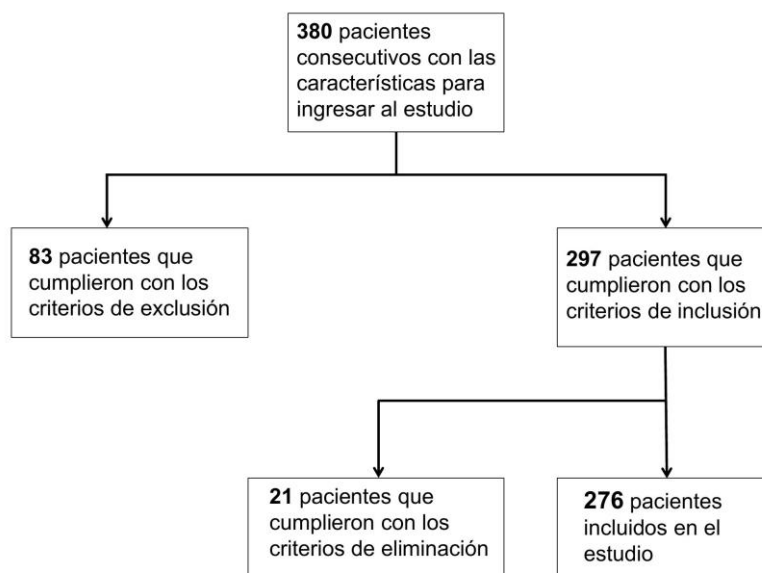 380 pacientes
consecutivos con las
características para
ingresar al estudio
83 pacientes que
cumplieron con los
criterios de exclusión
297 pacientes que
cumplieron con los
criterios de inclusión
21 pacientes que
cumplieron con los
criterios de eliminación
276 pacientes
incluidos en el
estudio